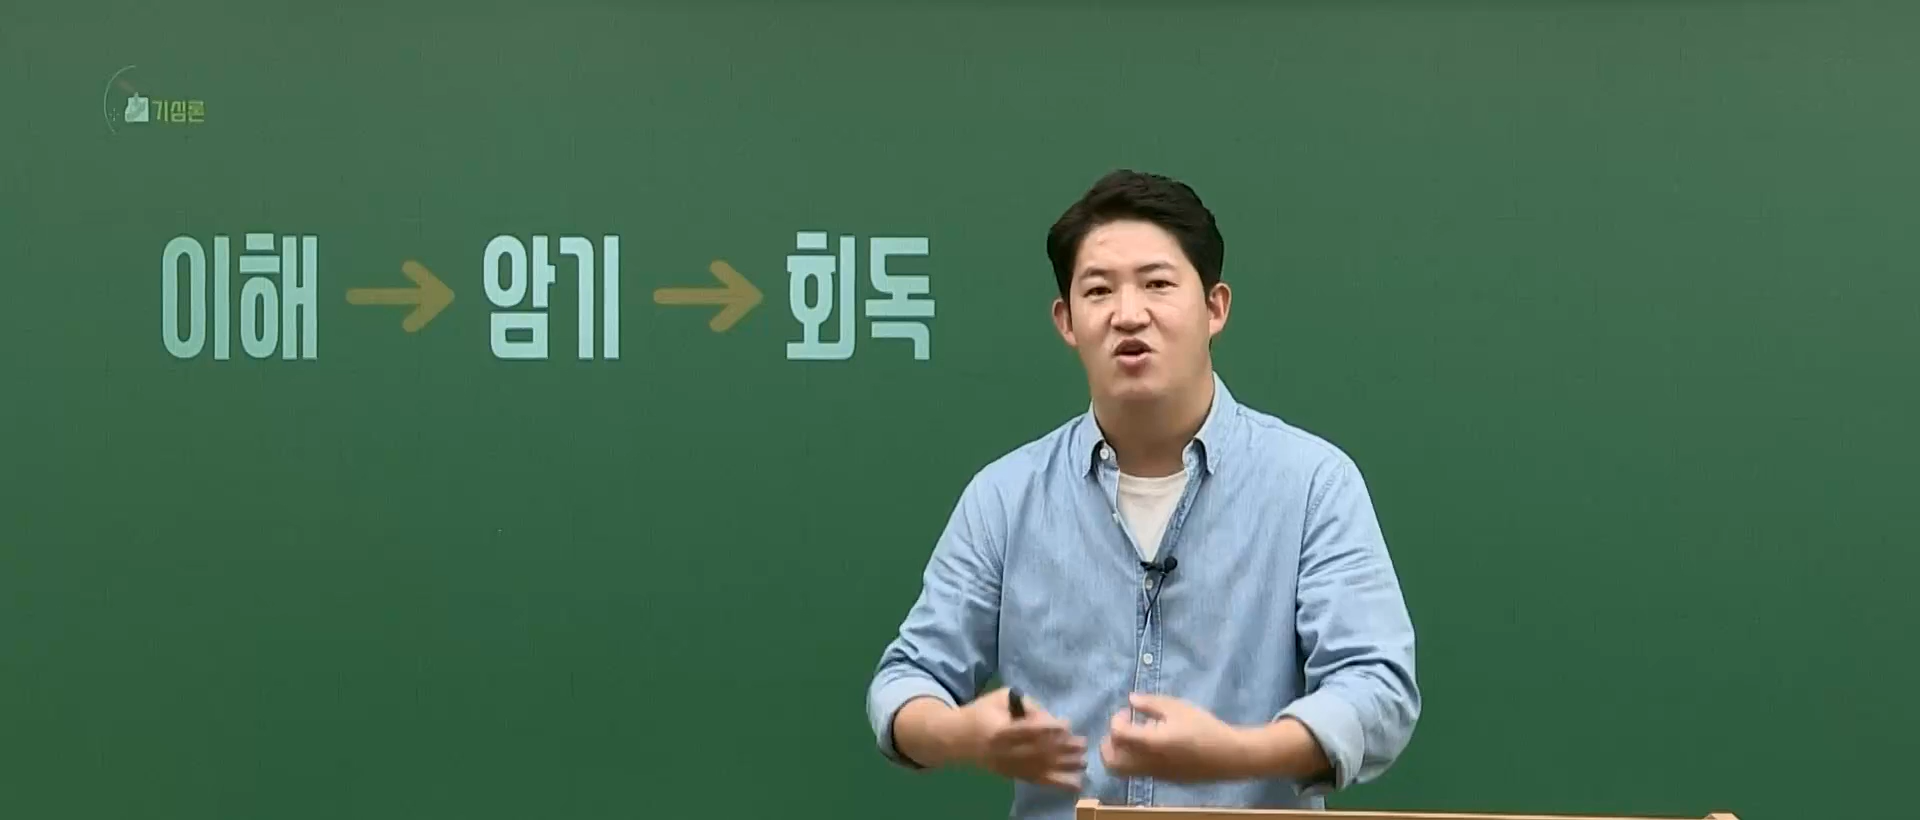 기심론
이해 → 암기 → 회독